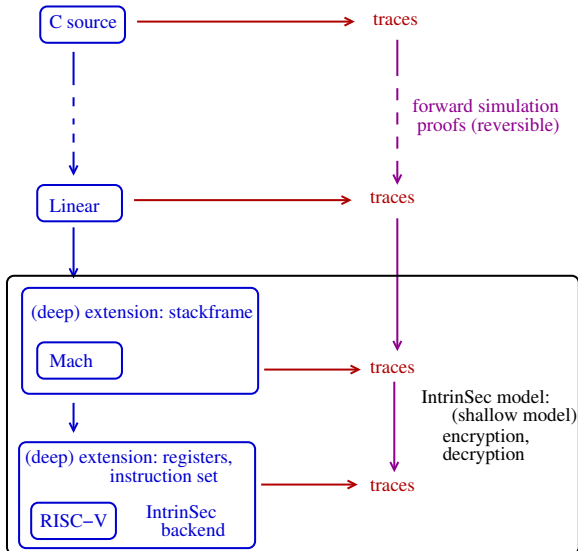 C source
traces
forward simulation
proofs (reversible)
Linear
traces
(deep) extension: stackframe
Mach
traces
IntrinSec model:
(shallow model)
encryption,
decryption
(deep) extension: registers,
instruction set
traces
RISC−V
IntrinSec
backend